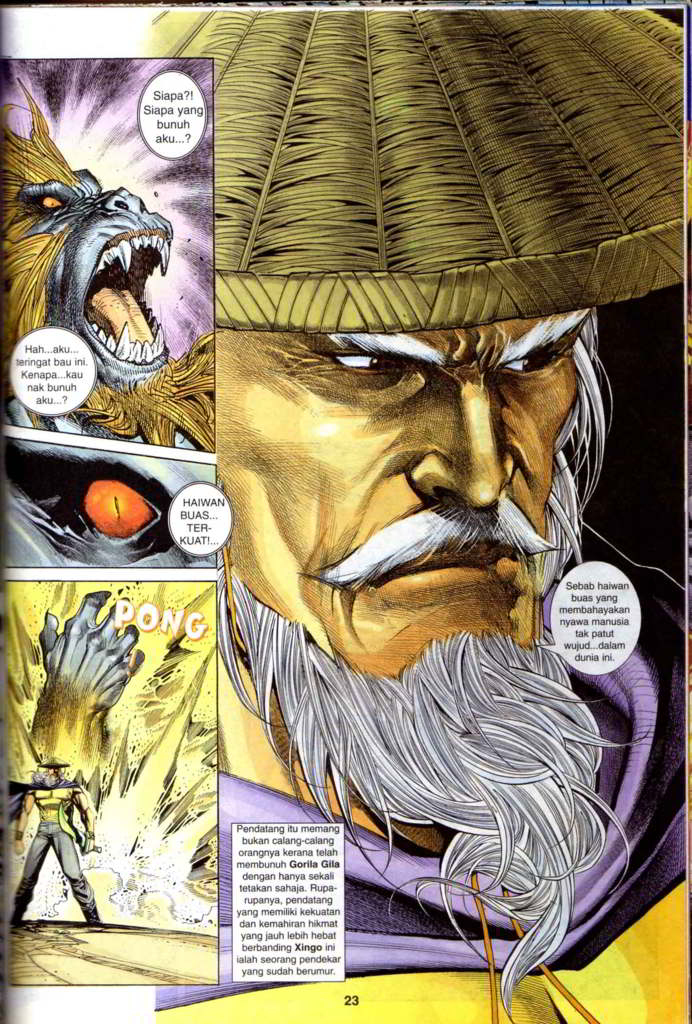 Siapa?!
Siapa yang
bunuh
aku...?
Hah...aku...
teringat bau ini.
Kenapa...kau
nak bunuh
aku...?
HAIWAN
BUAS...
TER-
KUAT!...
PONG
Sebab haiwan
buas yang
membahayakan
nyawa manusia
tak patut
wujud...dalam
dunia ini.
Pendatang itu memang
bukan calang-calang
orangnya kerana telah
membunuh Gorila Gila
dengan hanya sekali
tetakan sahaja. Rupa-
rupanya, pendatang
yang memiliki kekuatan
dan kemahiran hikmat
yang jauh lebih hebat
berbanding Xingo ini
ialah seorang pendekar
yang sudah berumur.
23